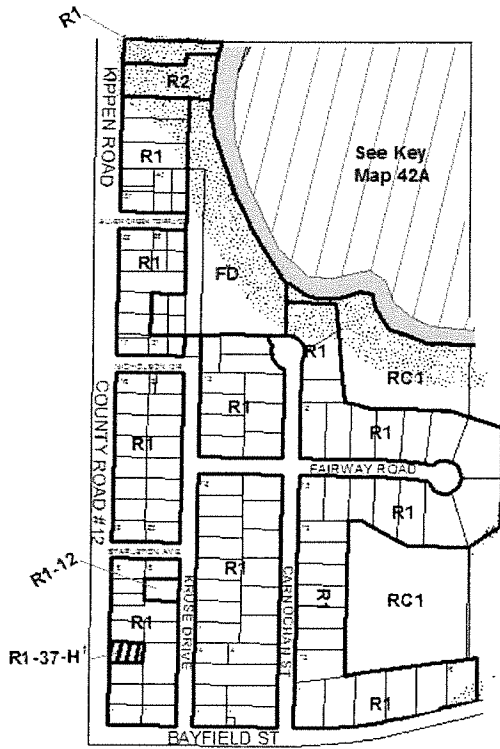 R1
KIPPEN ROAD
R2
R1
See Key
Map 42A
R1
FD
R1
RC1
COUNTY ROAD #12
R1
R1
R1
FAIRWAY ROAD
R1
R1-12
R1
KRUSE DRIVE
R1
CARNOCHAN ST
R1
RC1
R1-37-H
R1
BAYFIELD ST